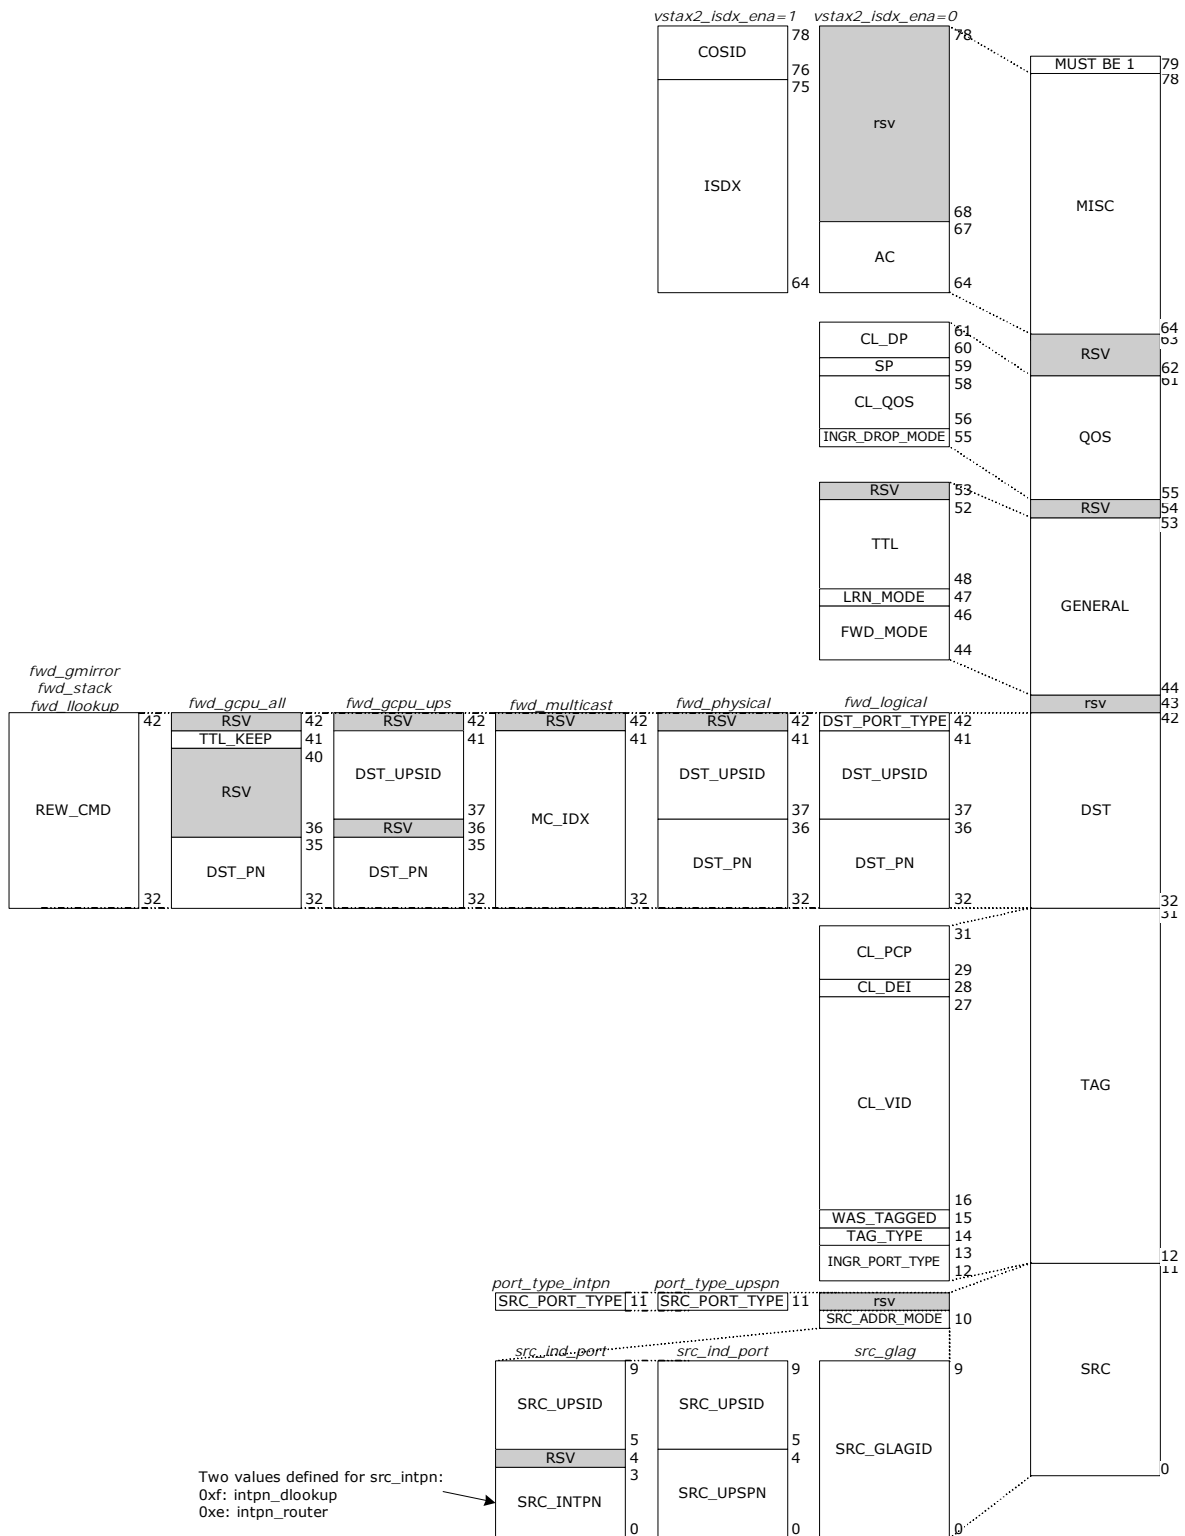 vstax2_isdx_ena=1 vstax2_isdx_ena=0
78 78
COSID
MUST BE 1 79
76 78
75
rsv
ISDX
MISC
68
67
AC
64 64
64
61 63
CL_DP
60 RSV
SP 59 62
58 61
CL_QOS
56
INGR_DROP_MODE 55 QOS
RSV 53 55
52 RSV 54
53
TTL
48
LRN_MODE 47
46 GENERAL
FWD_MODE
44
fwd_gmirror
fwd_stack
fwd_llookup fwd_gcpu_all fwd_gcpu_ups fwd_multicast fwd_physical fwd_logical
44
rsv 43
42 RSV 42 RSV 42 RSV 42 RSV 42 DST_PORT_TYPE 42 42
TTL_KEEP 41 41 41 41 41
40
DST_UPSID DST_UPSID DST_UPSID
RSV
REW_CMD MC_IDX DST
37 37 37
36 RSV 36 36 36
35 35
DST_PN DST_PN DST_PN DST_PN
32 32 32 32 32 32 32
31 31
CL_PCP
29
CL_DEI 28
27
TAG
CL_VID
16
WAS_TAGGED 15
TAG_TYPE 14
13
INGR_PORT_TYPE
12 12
11
port_type_intpn port_type_upspn
SRC_PORT_TYPE 11 SRC_PORT_TYPE 11 rsv
SRC_ADDR_MODE 10
src_ind_port src_ind_port src_glag
9 9 9
SRC
SRC_UPSID SRC_UPSID
5 5
RSV 4 4 SRC_GLAGID
3 0
Two values defined for src_intpn:
0xf: intpn_dlookup
0xe: intpn_router
SRC_INTPN SRC_UPSPN
0 0 0